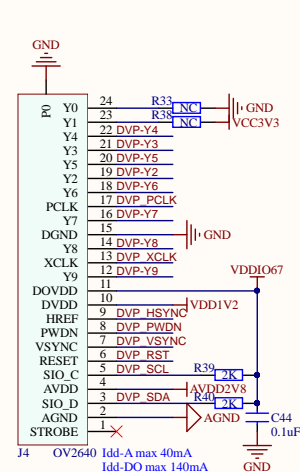 GND
P0
Y0 24 R33 NC GND
Y1 23 R38 NC VCC3V3
Y4 22 DVP-Y4
Y3 21 DVP-Y3
Y5 20 DVP-Y5
Y2 19 DVP-Y2
Y6 18 DVP-Y6
PCLK 17 DVP_PCLK
Y7 16 DVP-Y7
DGND 15 GND
Y8 14 DVP-Y8
XCLK 13 DVP_XCLK
Y9 12 DVP-Y9 VDDIO67
DOVDD 11
DVDD 10 VDD1V2
HREF 9 DVP_HSYNC
PWDN 8 DVP_PWDN
VSYNC 7 DVP_VSYNC
RESET 6 DVP_RST
SIO_C 5 DVP_SCL R39 2K
AVDD 4 AVDD2V8
SIO_D 3 DVP_SDA R40 2K
AGND 2 AGND C44
STROBE 1 0.1uF
J4 OV2640 Idd-A max 40mA GND
Idd-DO max 140mA